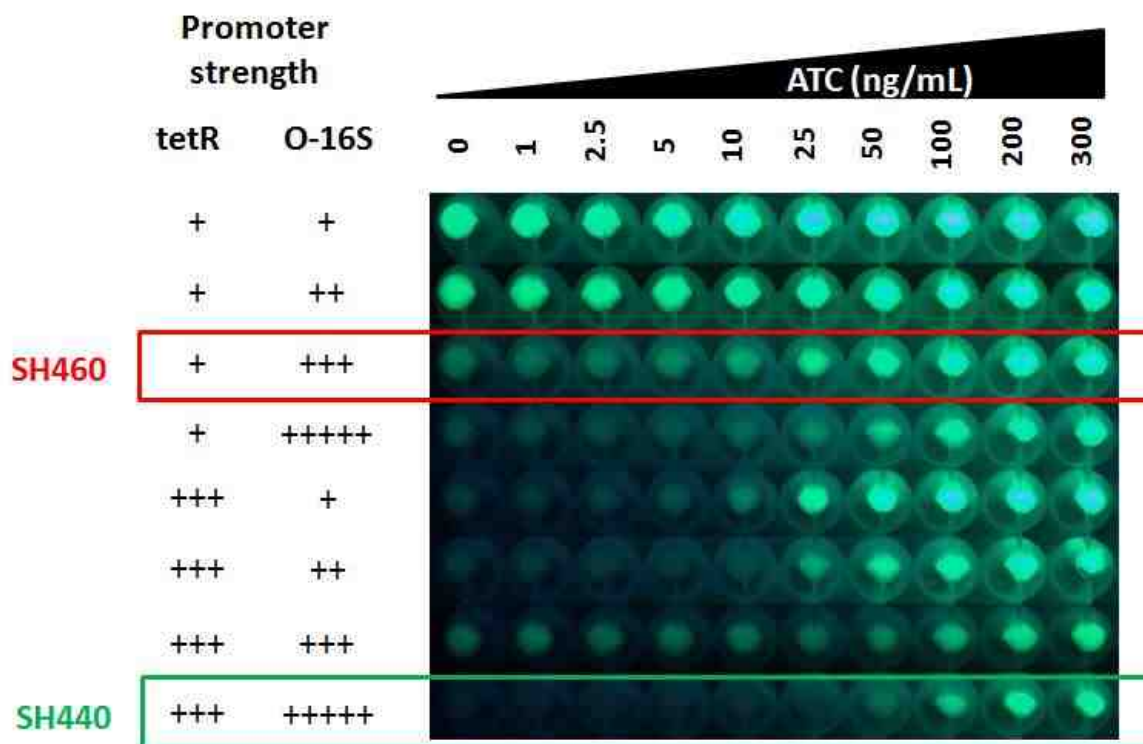 Promoter
strength
ATC (ng/mL)
tetR O-16S 0 1 2.5 5 10 25 50 100 200 300
+ +
+ ++
SH460 + +++
+ +++++
+++ +
+++ ++
+++ +++
SH440 +++ +++++